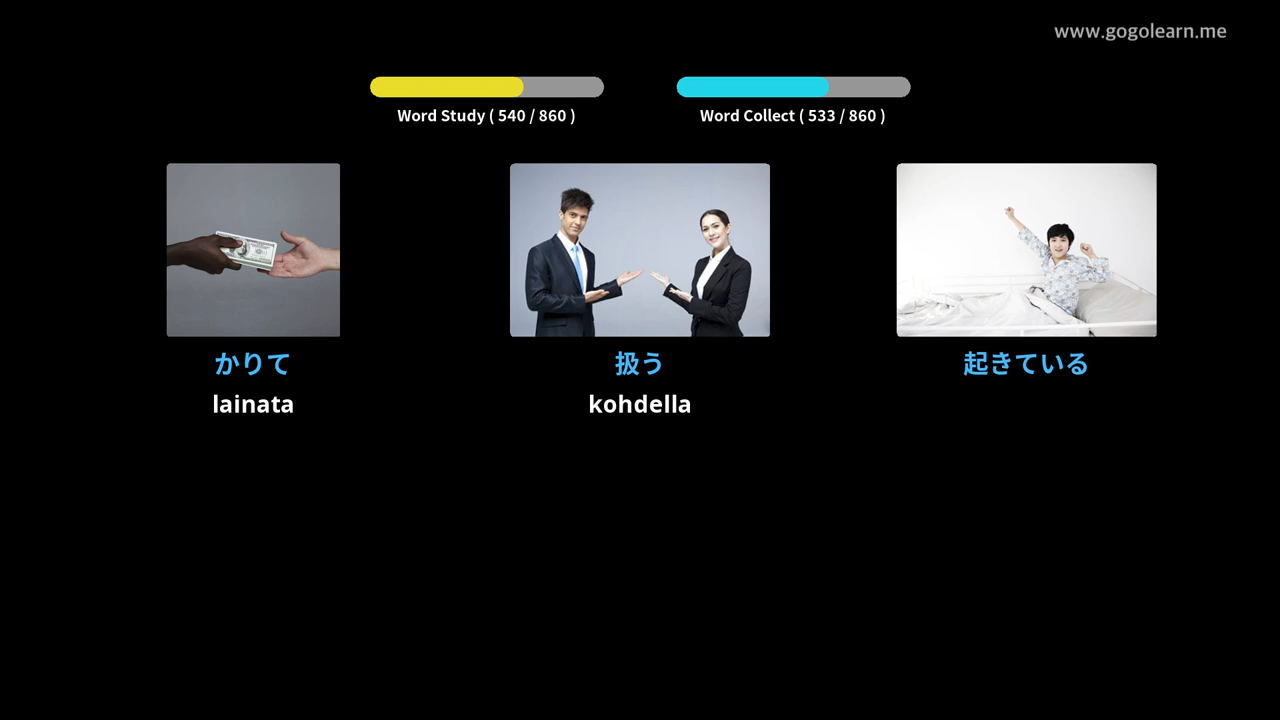 www.gogolearn.me
Word Study ( 540 / 860 )
Word Collect ( 533 / 860 )
かりて
扱う
起きている
lainata
kohdella